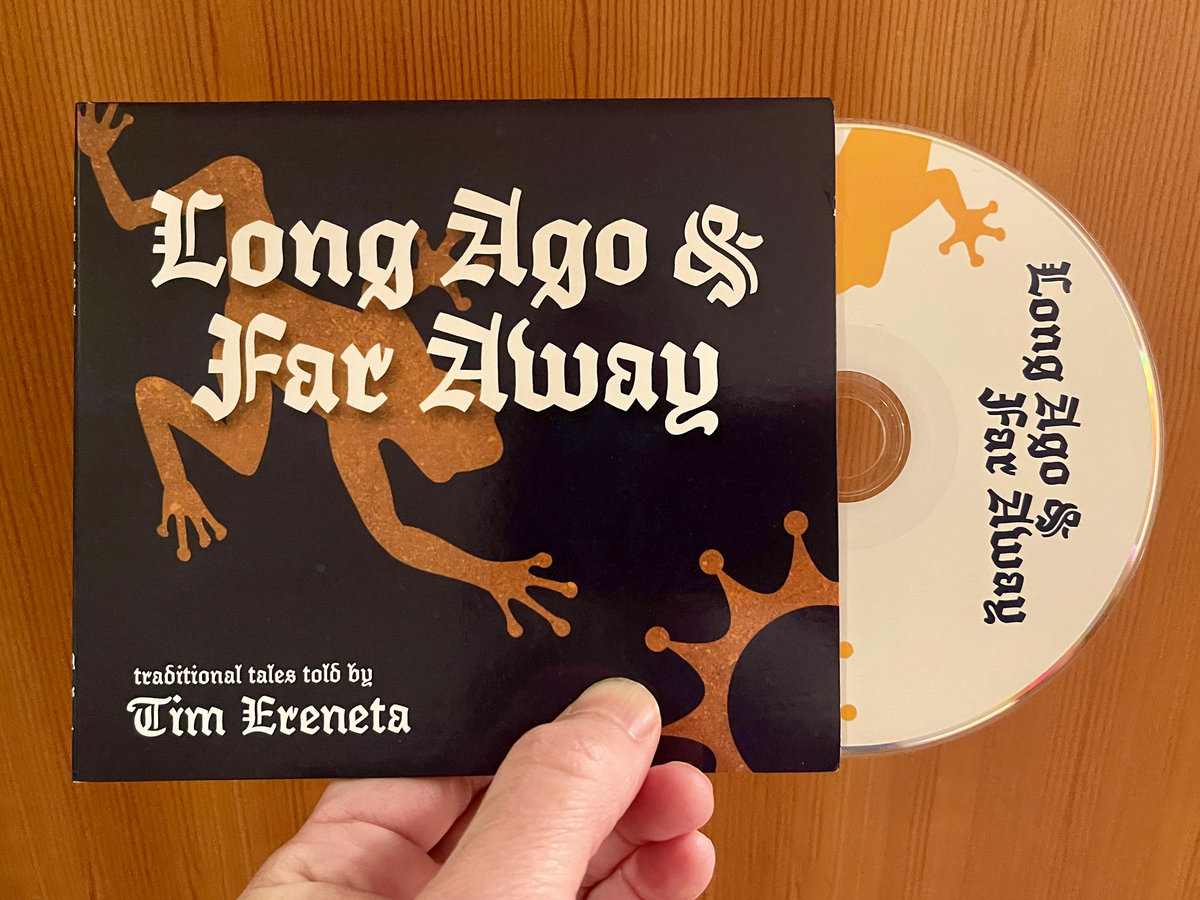 Long Ago &
Far Away
traditional tales told by
Tim Ereneta
Long Ago &
Far Away